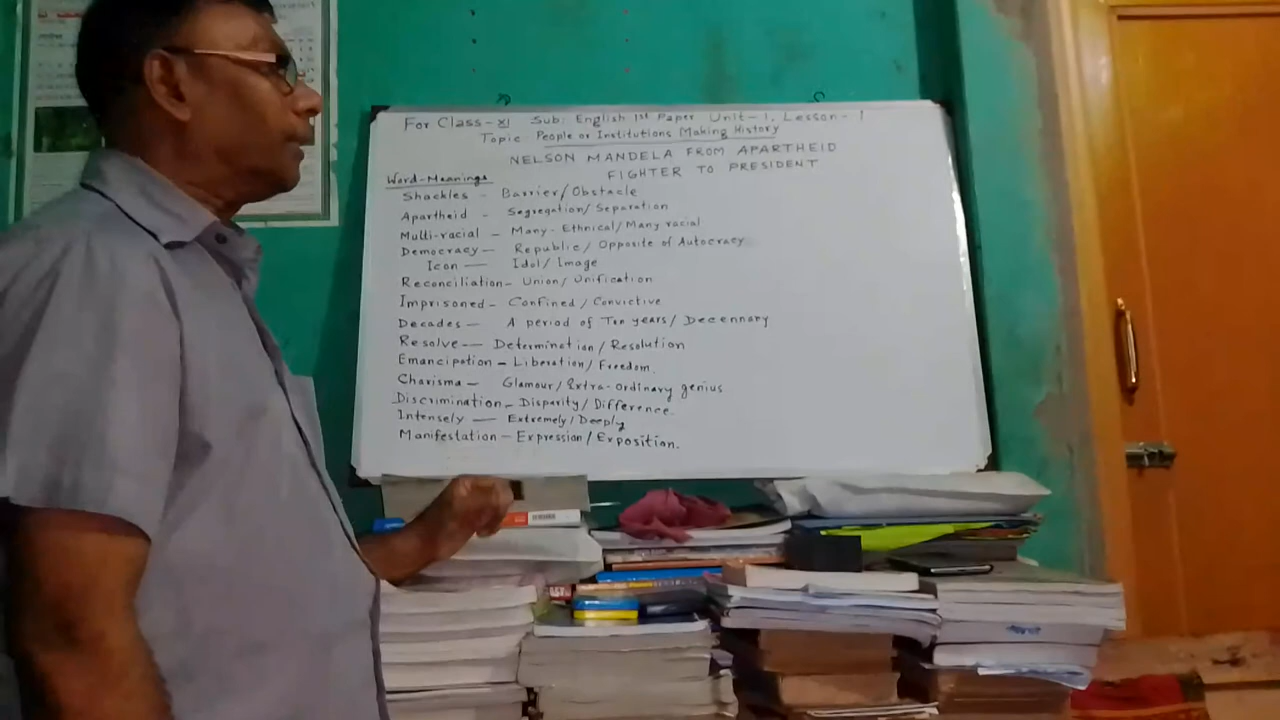 For Class-XI Sub: English 1st Paper Unit-1, Lesson-1
Topic: People or Institutions Making History
NELSON MANDELA FROM APARTHEID
FIGHTER TO PRESIDENT
Word-Meanings
Shackles - Barrier/Obstacle
Apartheid - Segregation/Separation
Multi-racial - Many-Ethnical/Many racial
Democracy - Republic/Opposite of Autocracy
Icon - Idol/Image
Reconciliation - Union/Unification
Imprisoned - Confined/Convictive
Decades - A period of Ten years/Decennary
Resolve - Determination/Resolution
Emancipation - Liberation/Freedom.
Charisma - Glamour/Extra-ordinary genius
Discrimination - Disparity/Difference.
Intensely - Extremely/Deeply
Manifestation - Expression/Exposition.